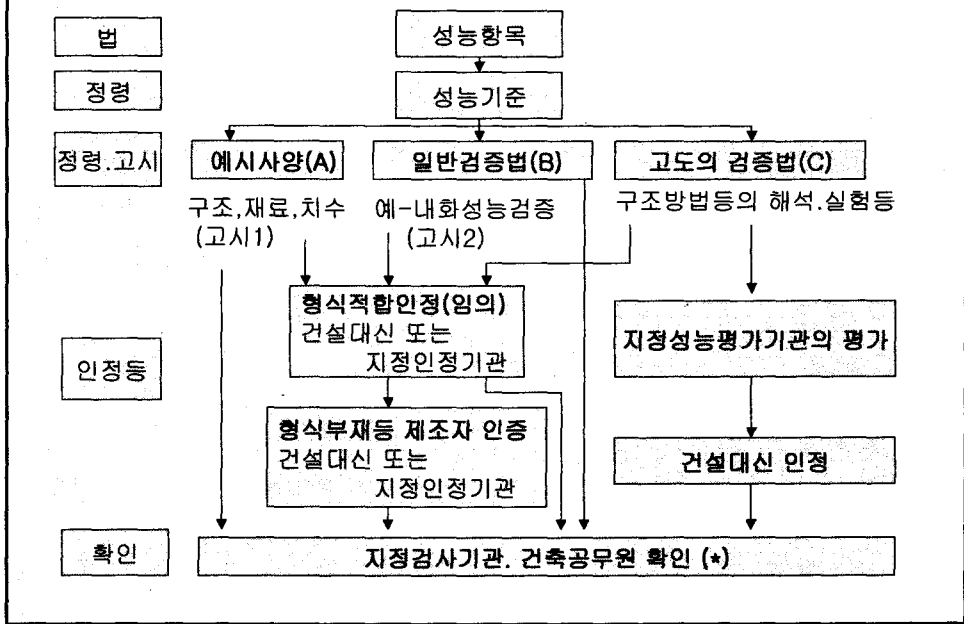 법
성능항목
정령
성능기준
정령.고시
예시사양(A)
일반검증법(B)
고도의 검증법(C)
구조,재료,치수
(고시1)
예-내화성능검증
(고시2)
구조방법등의 해석.실험등
인정등
형식적합인정(임의)
건설대신 또는
지정인정기관
지정성능평가기관의 평가
형식부재등 제조자 인증
건설대신 또는
지정인정기관
건설대신 인정
확인
지정검사기관. 건축공무원 확인 (*)